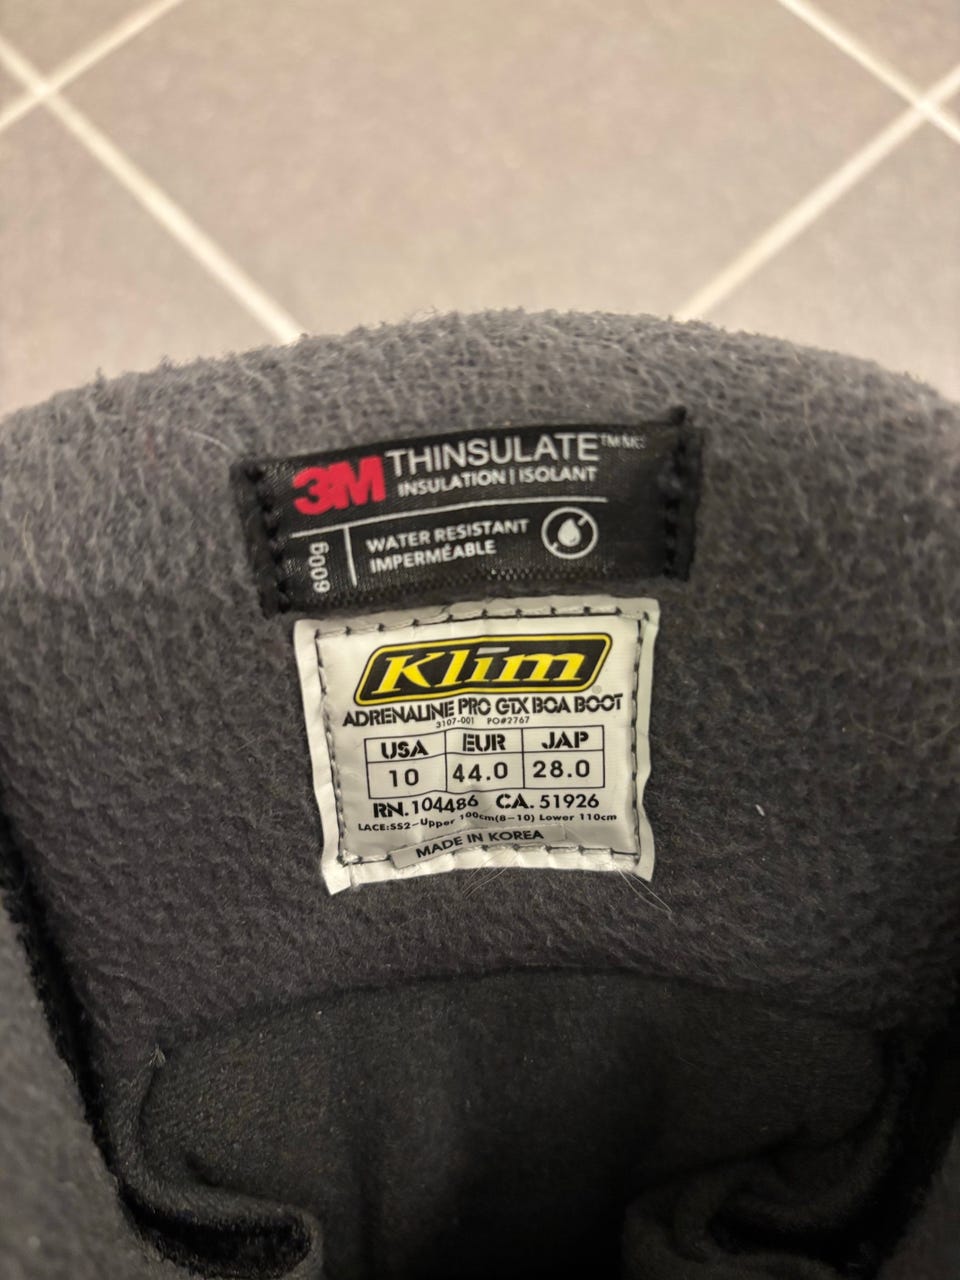 3M THINSULATE™MC
INSULATION | ISOLANT
600g
WATER RESISTANT
IMPERMÉABLE
Klim®
ADRENALINE PRO GTX BOA BOOT
3107-001 PO#2767
USA EUR JAP
10 44.0 28.0
RN.104486 CA.51926
LACE:SS2-Upper 100cm(8-10) Lower 110cm
MADE IN KOREA